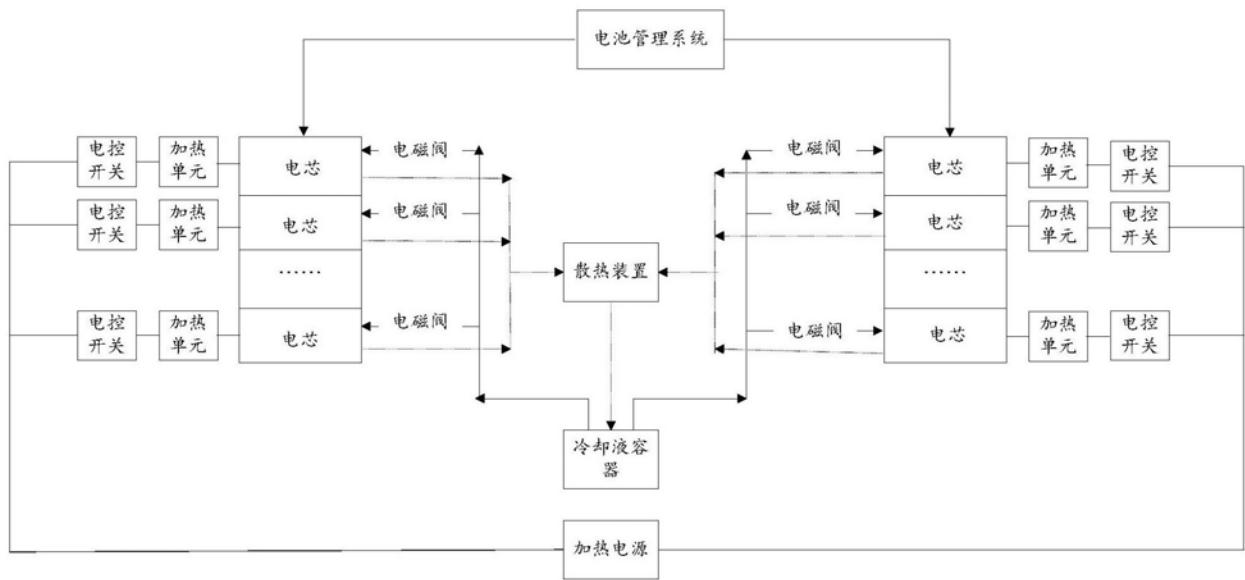 电池管理系统
电控
开关
加热
单元
电芯
电磁阀
电磁阀
电芯
加热
单元
电控
开关
电控
开关
加热
单元
电芯
电磁阀
电磁阀
电芯
加热
单元
电控
开关
......
散热装置
......
电控
开关
加热
单元
电芯
电磁阀
电磁阀
电芯
加热
单元
电控
开关
冷却液容
器
加热电源